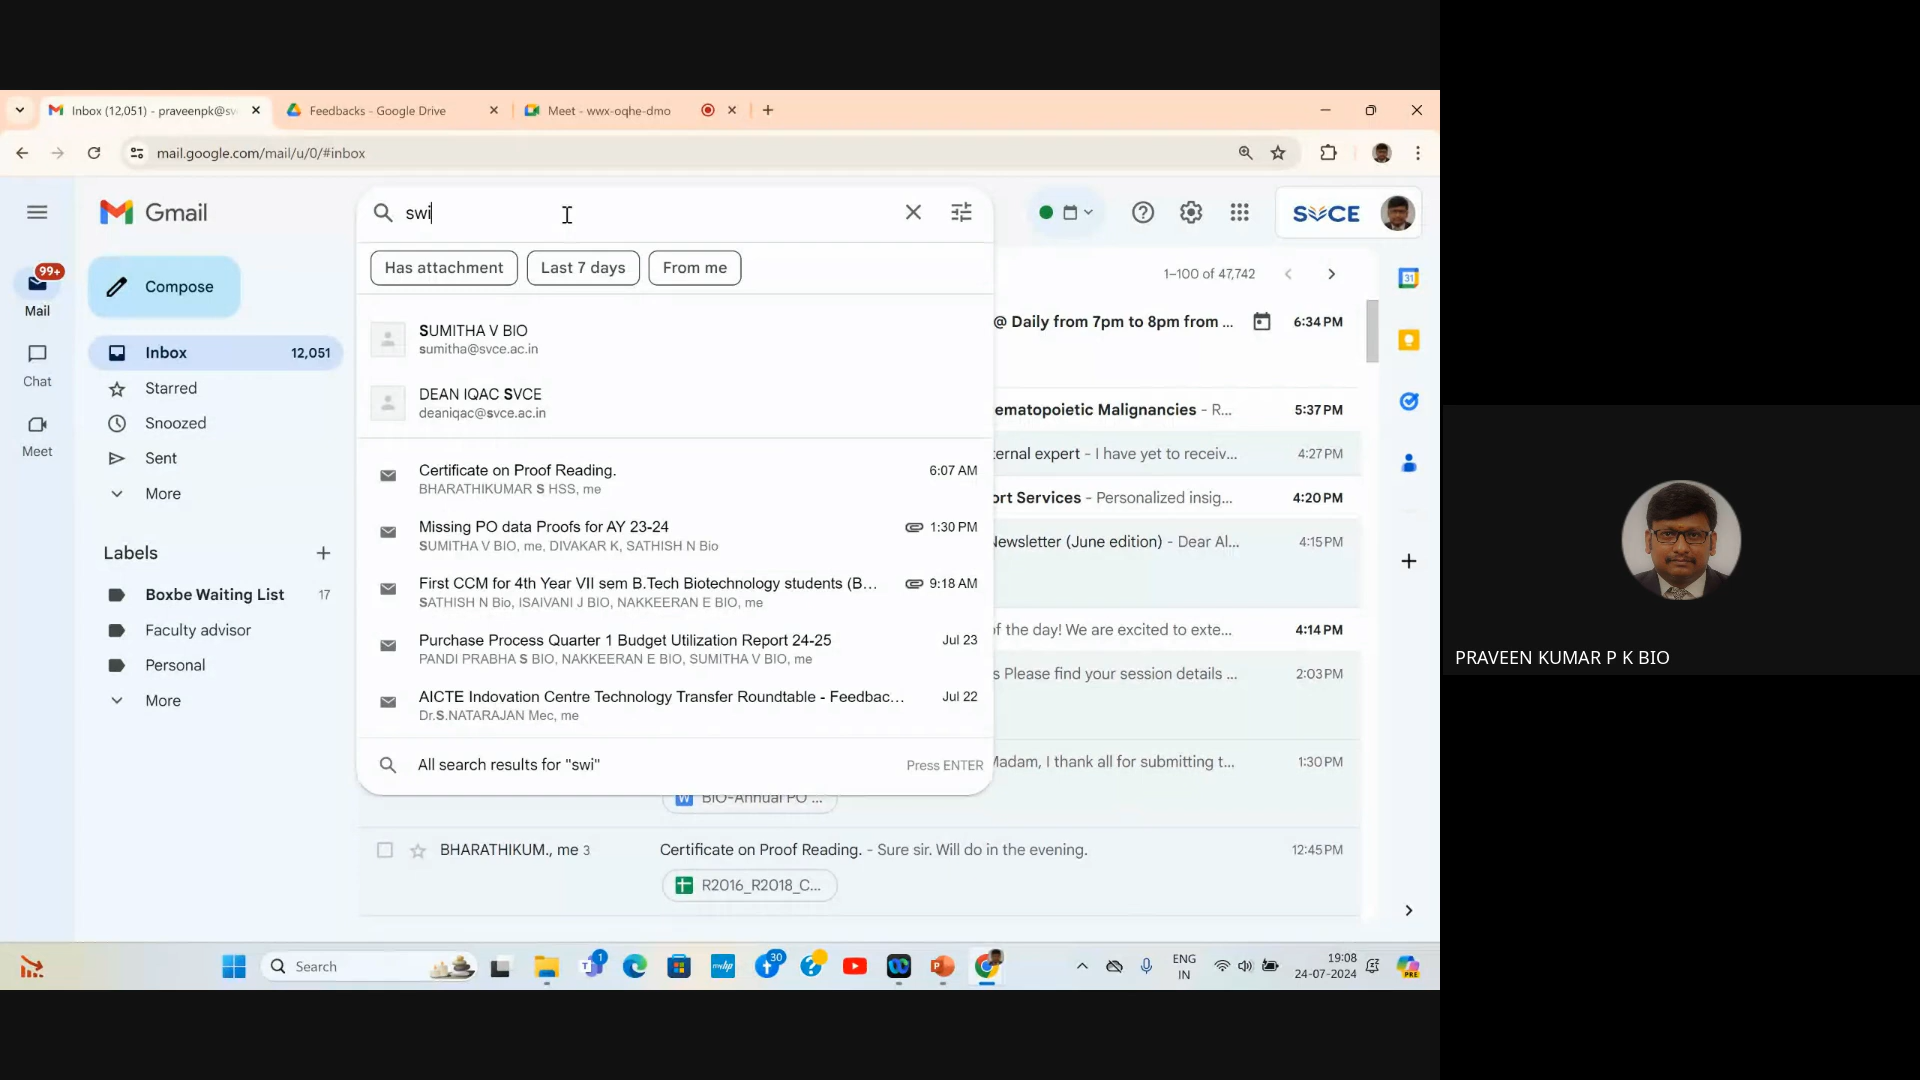 Inbox (12,051) - praveenpk@sv
Feedbacks - Google Drive
Meet - wwx-oqhe-dmo
mail.google.com/mail/u/0/#inbox
Gmail
swi
SVCE
Has attachment
Last 7 days
From me
1–100 of 47,742
99+
Mail
Compose
SUMITHA V BIO
sumitha@svce.ac.in
@ Daily from 7pm to 8pm from ...
6:34 PM
Inbox
12,051
Chat
Starred
DEAN IQAC SVCE
deaniqac@svce.ac.in
ematopoietic Malignancies - R...
5:37 PM
Snoozed
Meet
Sent
ernal expert - I have yet to receiv...
4:27 PM
More
Certificate on Proof Reading.
6:07 AM
BHARATHIKUMAR S HSS, me
ort Services - Personalized insig...
4:20 PM
Missing PO data Proofs for AY 23-24
1:30 PM
SUMITHA V BIO, me, DIVAKAR K, SATHISH N Bio
Newsletter (June edition) - Dear Al...
4:15 PM
Labels
First CCM for 4th Year VII sem B.Tech Biotechnology students (B...
9:18 AM
SATHISH N Bio, ISAIVANI J BIO, NAKKEERAN E BIO, me
Boxbe Waiting List
17
Faculty advisor
Purchase Process Quarter 1 Budget Utilization Report 24-25
Jul 23
PANDI PRABHA S BIO, NAKKEERAN E BIO, SUMITHA V BIO, me
of the day! We are excited to exte...
4:14 PM
Personal
s Please find your session details ...
2:03 PM
More
AICTE Indovation Centre Technology Transfer Roundtable - Feedbac...
Jul 22
Dr.S.NATARAJAN Mec, me
All search results for "swi"
Press ENTER
Madam, I thank all for submitting t...
1:30 PM
BIO-Annual PO ...
BHARATHIKUM., me 3
Certificate on Proof Reading. - Sure sir. Will do in the evening.
12:45 PM
R2016_R2018_C...
PRAVEEN KUMAR P K BIO
Search
1
30
ENG
IN
19:08
24-07-2024
PRE